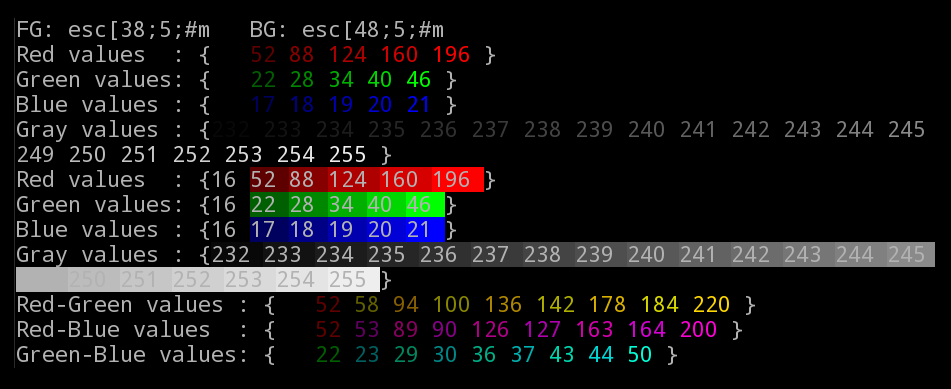 FG: esc[38;5;#m   BG: esc[48;5;#m
Red values  : {   52 88 124 160 196 }
Green values: {   22 28 34 40 46 }
Blue values : {   17 18 19 20 21 }
Gray values : {232 233 234 235 236 237 238 239 240 241 242 243 244 245
249 250 251 252 253 254 255 }
Red values  : {16 52 88 124 160 196 }
Green values: {16 22 28 34 40 46 }
Blue values : {16 17 18 19 20 21 }
Gray values : {232 233 234 235 236 237 238 239 240 241 242 243 244 245
250 251 252 253 254 255 }
Red-Green values : {   52 58 94 100 136 142 178 184 220 }
Red-Blue values  : {   52 53 89 90 126 127 163 164 200 }
Green-Blue values: {   22 23 29 30 36 37 43 44 50 }